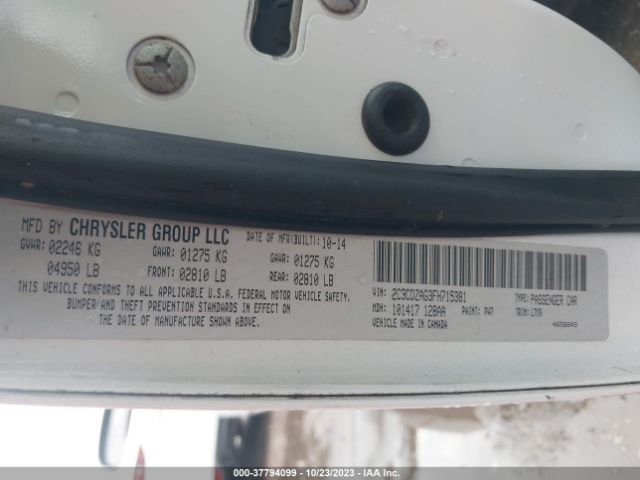 MFD BY CHRYSLER GROUP LLC DATE OF MFR(BUILT): 10-14
GVWR: 02246 KG GAWR: 01275 KG GAWR: 01275 KG
04950 LB FRONT: 02810 LB REAR: 02810 LB
THIS VEHICLE CONFORMS TO ALL APPLICABLE U.S.A. FEDERAL MOTOR VEHICLE SAFETY,
BUMPER AND THEFT PREVENTION STANDARDS IN EFFECT ON
THE DATE OF MANUFACTURE SHOWN ABOVE.
VIN: 2C3CDZAG3FH715381 TYPE: PASSENGER CAR
MDH: 101417 128AA PAINT: PW7 TRIM: LTX9
VEHICLE MADE IN CANADA
000-37794099 - 10/23/2023 - IAA Inc.